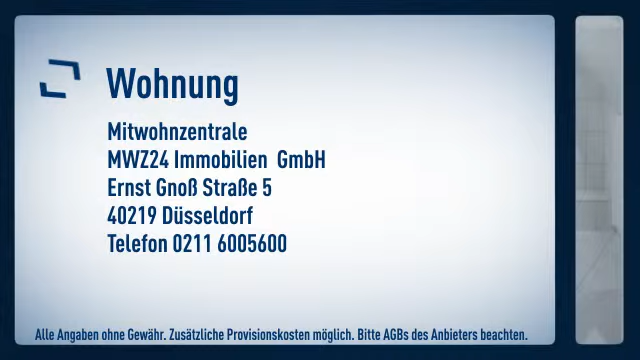 Wohnung
Mitwohnzentrale
MWZ24 Immobilien GmbH
Ernst Gnoß Straße 5
40219 Düsseldorf
Telefon 0211 6005600
Alle Angaben ohne Gewähr. Zusätzliche Provisionskosten möglich. Bitte AGBs des Anbieters beachten.